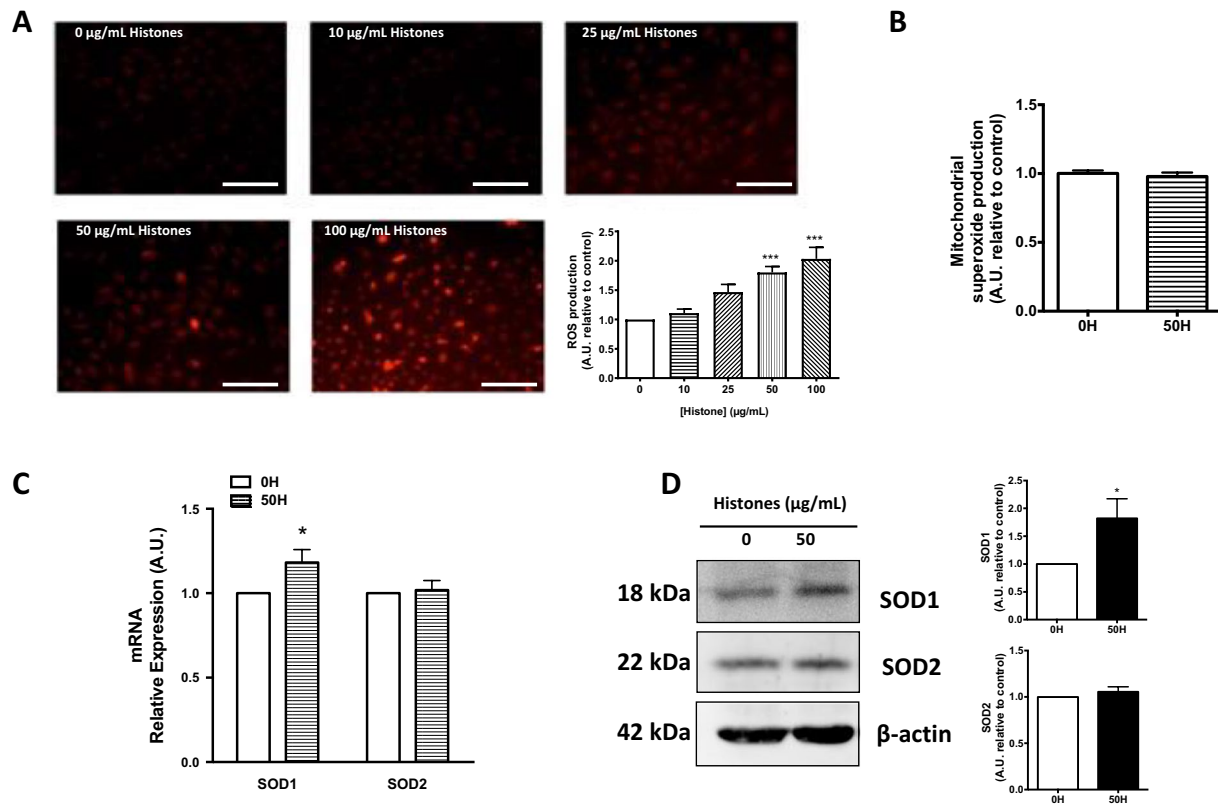 A
0 µg/mL Histones
10 µg/mL Histones
25 µg/mL Histones
50 µg/mL Histones
100 µg/mL Histones
ROS production
(A.U. relative to control)
2.5
2.0
1.5
1.0
0.5
0.0
***
***
0 10 25 50 100
[Histone] (µg/mL)
B
Mitochondrial
superoxide production
(A.U. relative to control)
1.5
1.0
0.5
0.0
0H 50H
C
0H
50H
mRNA
Relative Expression (A.U.)
1.5
1.0
0.5
0.0
*
SOD1 SOD2
D
Histones (µg/mL)
0 50
18 kDa SOD1
22 kDa SOD2
42 kDa β-actin
SOD1
(A.U. relative to control)
2.5
2.0
1.5
1.0
0.5
0.0
*
0H 50H
SOD2
(A.U. relative to control)
1.5
1.0
0.5
0.0
0H 50H